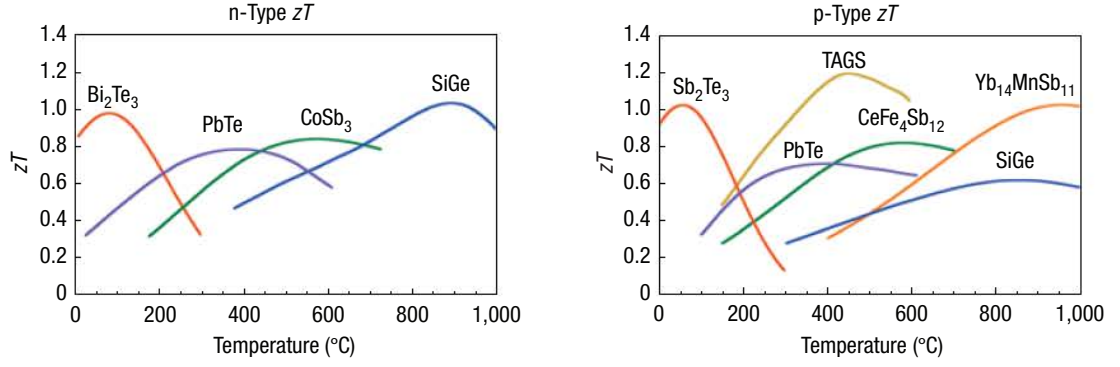 n-Type zT
1.4
1.2
1.0
0.8
0.6
0.4
0.2
0
zT
Bi₂Te₃
PbTe
CoSb₃
SiGe
0 200 400 600 800 1,000
Temperature (°C)
p-Type zT
1.4
1.2
1.0
0.8
0.6
0.4
0.2
0
zT
TAGS
Sb₂Te₃
Yb₁₄MnSb₁₁
CeFe₄Sb₁₂
PbTe
SiGe
0 200 400 600 800 1,000
Temperature (°C)